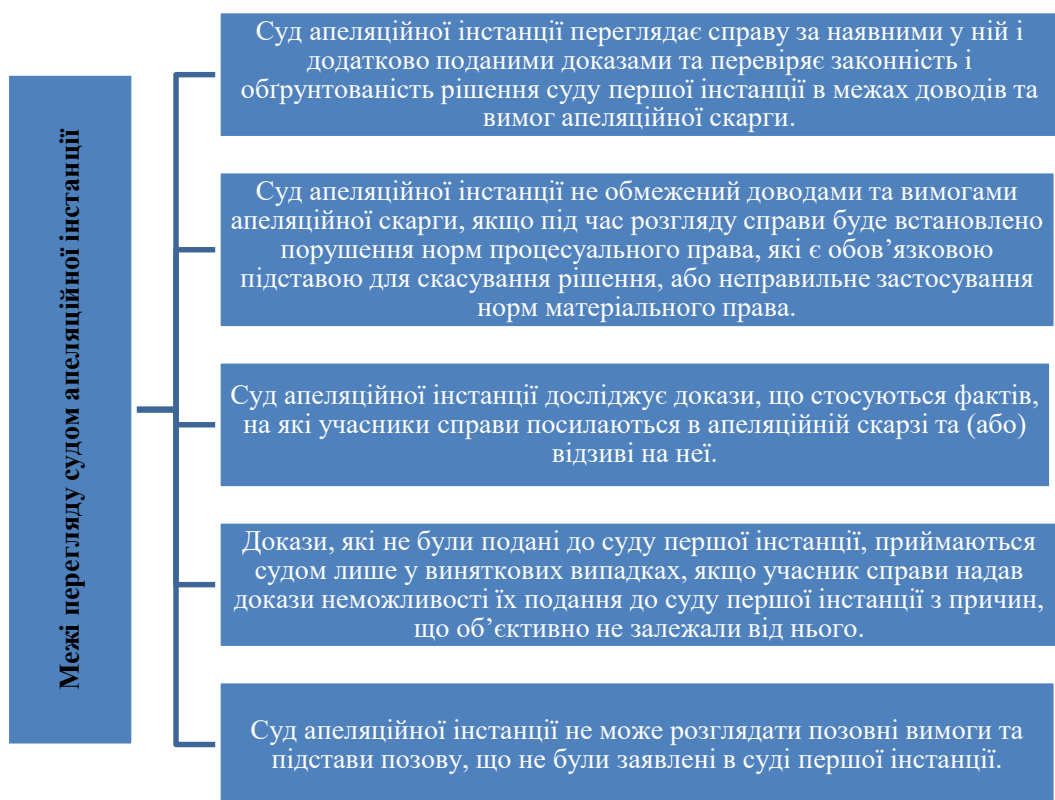 Межі перегляду судом апеляційної інстанції
Суд апеляційної інстанції переглядає справу за наявними у ній і
додатково поданими доказами та перевіряє законність і
обґрунтованість рішення суду першої інстанції в межах доводів та
вимог апеляційної скарги.
Суд апеляційної інстанції не обмежений доводами та вимогами
апеляційної скарги, якщо під час розгляду справи буде встановлено
порушення норм процесуального права, які є обов’язковою
підставою для скасування рішення, або неправильне застосування
норм матеріального права.
Суд апеляційної інстанції досліджує докази, що стосуються фактів,
на які учасники справи посилаються в апеляційній скарзі та (або)
відзиві на неї.
Докази, які не були подані до суду першої інстанції, приймаються
судом лише у виняткових випадках, якщо учасник справи надав
докази неможливості їх подання до суду першої інстанції з причин,
що об’єктивно не залежали від нього.
Суд апеляційної інстанції не може розглядати позовні вимоги та
підстави позову, що не були заявлені в суді першої інстанції.